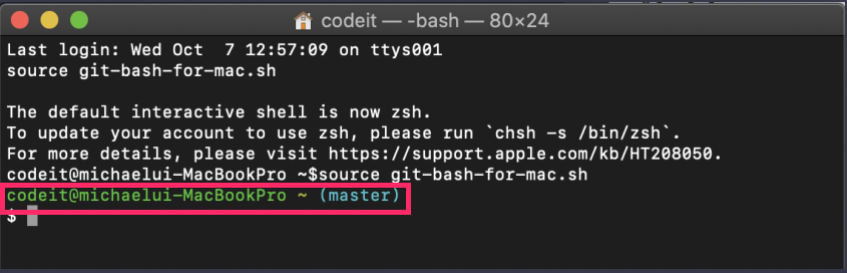 codeit — -bash — 80×24
Last login: Wed Oct  7 12:57:09 on ttys001
source git-bash-for-mac.sh
The default interactive shell is now zsh.
To update your account to use zsh, please run `chsh -s /bin/zsh`.
For more details, please visit https://support.apple.com/kb/HT208050.
codeit@michaelui-MacBookPro ~$source git-bash-for-mac.sh
codeit@michaelui-MacBookPro ~ (master)
$